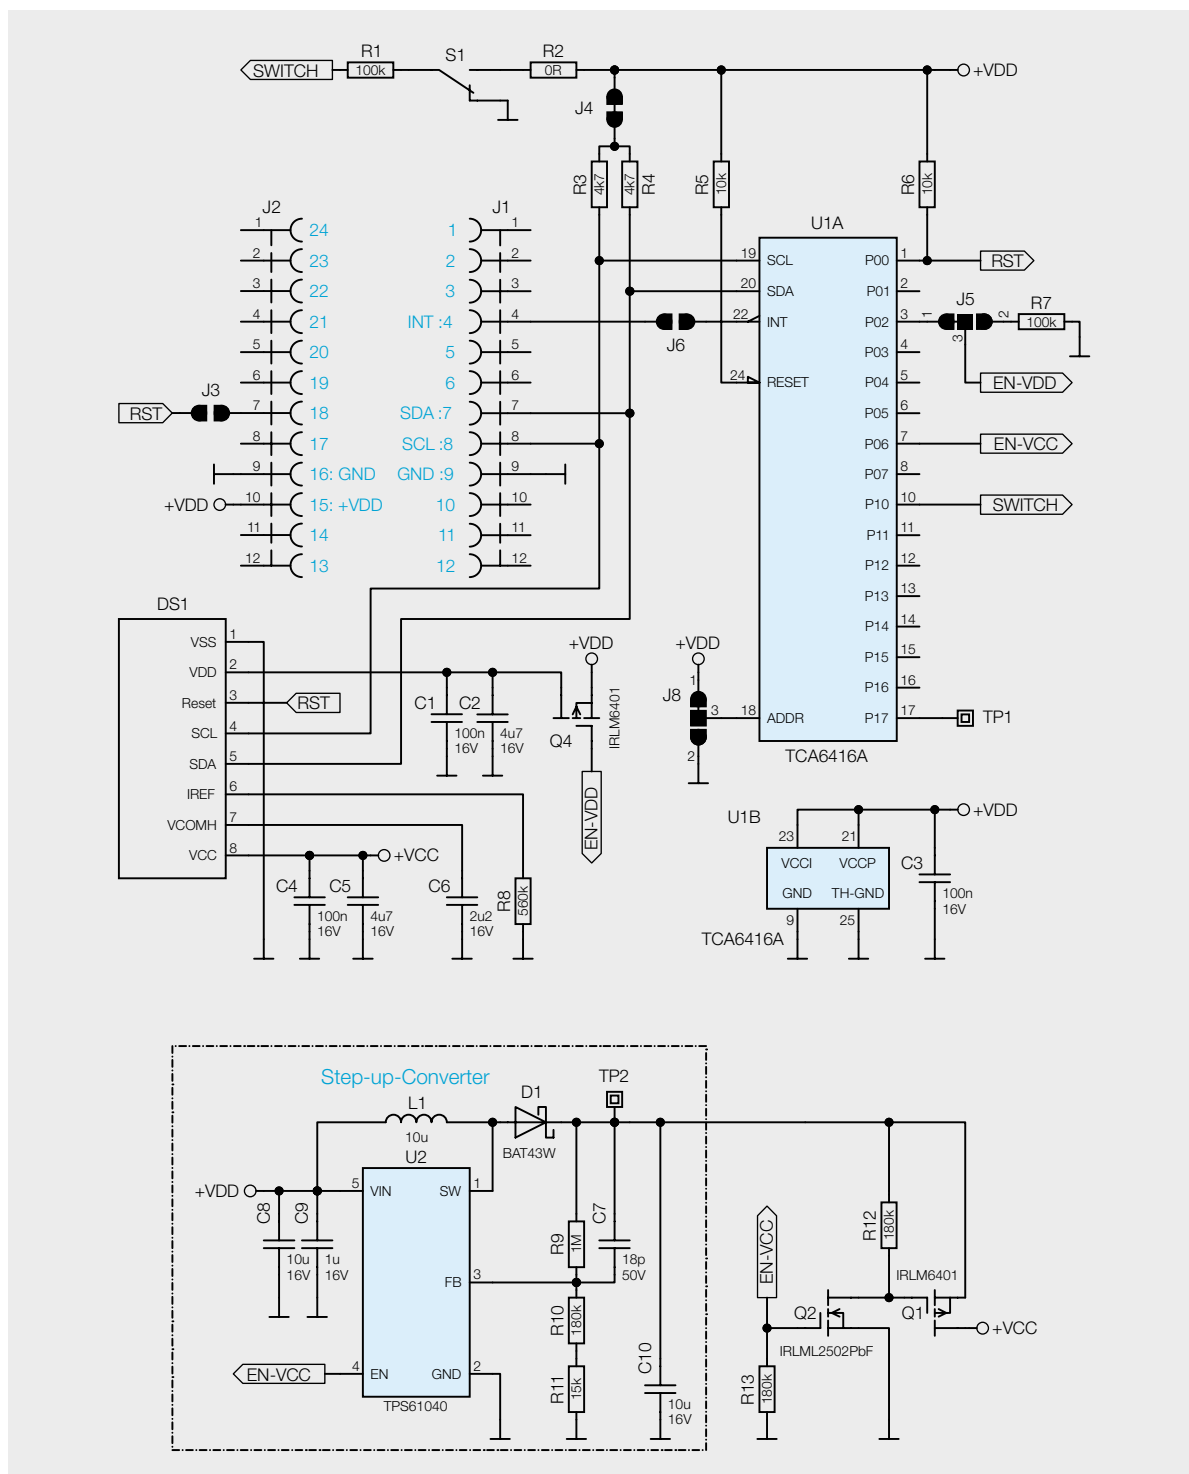 R1
S1
R2
SWITCH
100k
0R
+VDD
J4
R3
4k7
4k7
R4
R5
10k
R6
10k
J2
J1
U1A
1
24
1
1
2
23
2
2
3
22
3
3
4
21
INT :4
4
5
20
5
5
6
19
6
6
RST
J3
7
18
SDA :7
7
8
17
SCL :8
8
9
16: GND
GND :9
9
+VDD
10
15: +VDD
10
10
11
14
11
11
12
13
12
12
J6
19
SCL
20
SDA
22
INT
24
RESET
18
ADDR
P00
1
RST
P01
2
P02
3
1
J5
2
3
R7
100k
P03
4
P04
5
EN-VDD
P05
6
P06
7
EN-VCC
P07
8
P10
10
SWITCH
P11
11
P12
12
P13
13
P14
14
P15
15
P16
16
P17
17
TP1
TCA6416A
+VDD
J8
1
3
2
DS1
VSS
1
VDD
2
Reset
3
RST
SCL
4
SDA
5
IREF
6
VCOMH
7
VCC
8
+VCC
C1
100n
16V
C2
4u7
16V
+VDD
Q4
IRLM6401
EN-VDD
C4
100n
16V
C5
4u7
16V
C6
2u2
16V
R8
560k
U1B
+VDD
23
21
VCCI
VCCP
GND
TH-GND
9
25
TCA6416A
C3
100n
16V
Step-up-Converter
TP2
L1
10u
D1
BAT43W
U2
+VDD
5
VIN
SW
1
C8
10u
16V
C9
1u
16V
FB
3
R9
1M
C7
18p
50V
R10
180k
R11
15k
C10
10u
16V
EN-VCC
4
EN
GND
2
TPS61040
EN-VCC
R12
180k
IRLM6401
Q2
Q1
+VCC
IRLML2502PbF
R13
180k